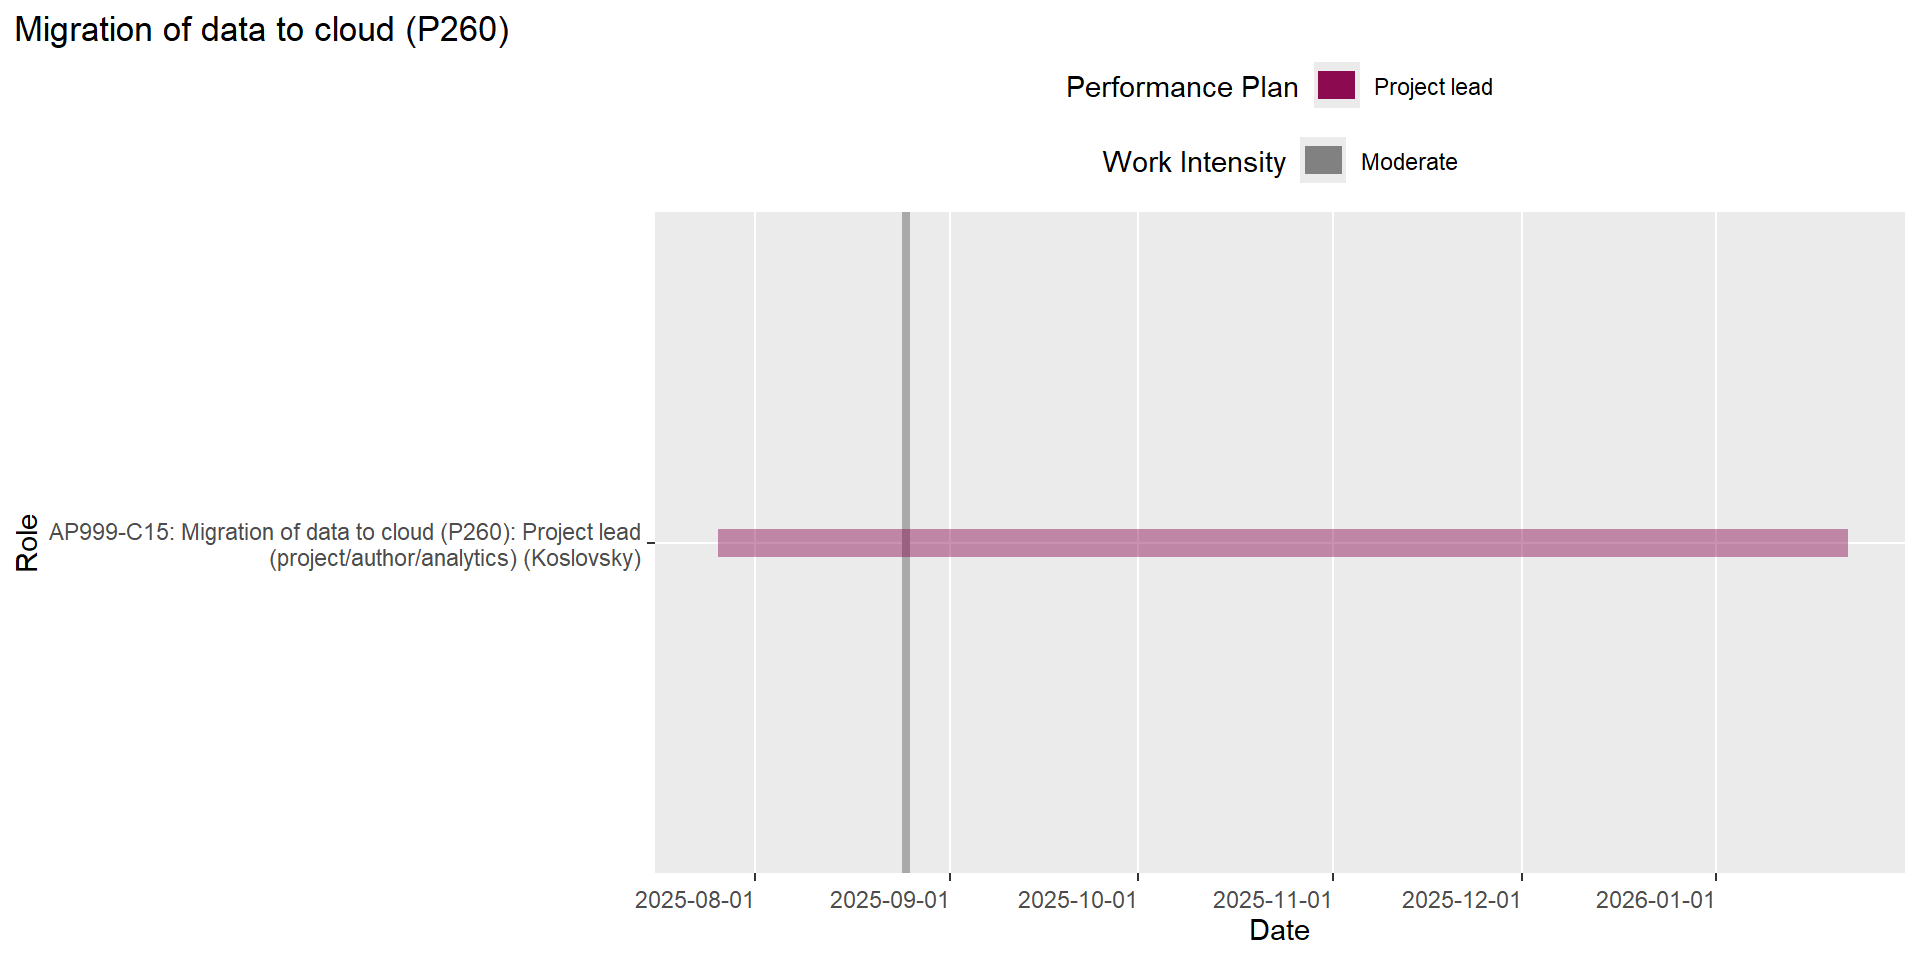 Migration of data to cloud (P260)
Performance Plan Project lead
Work Intensity Moderate
Role
AP999-C15: Migration of data to cloud (P260): Project lead
(project/author/analytics) (Koslovsky)
2025-08-01 2025-09-01 2025-10-01 2025-11-01 2025-12-01 2026-01-01
Date